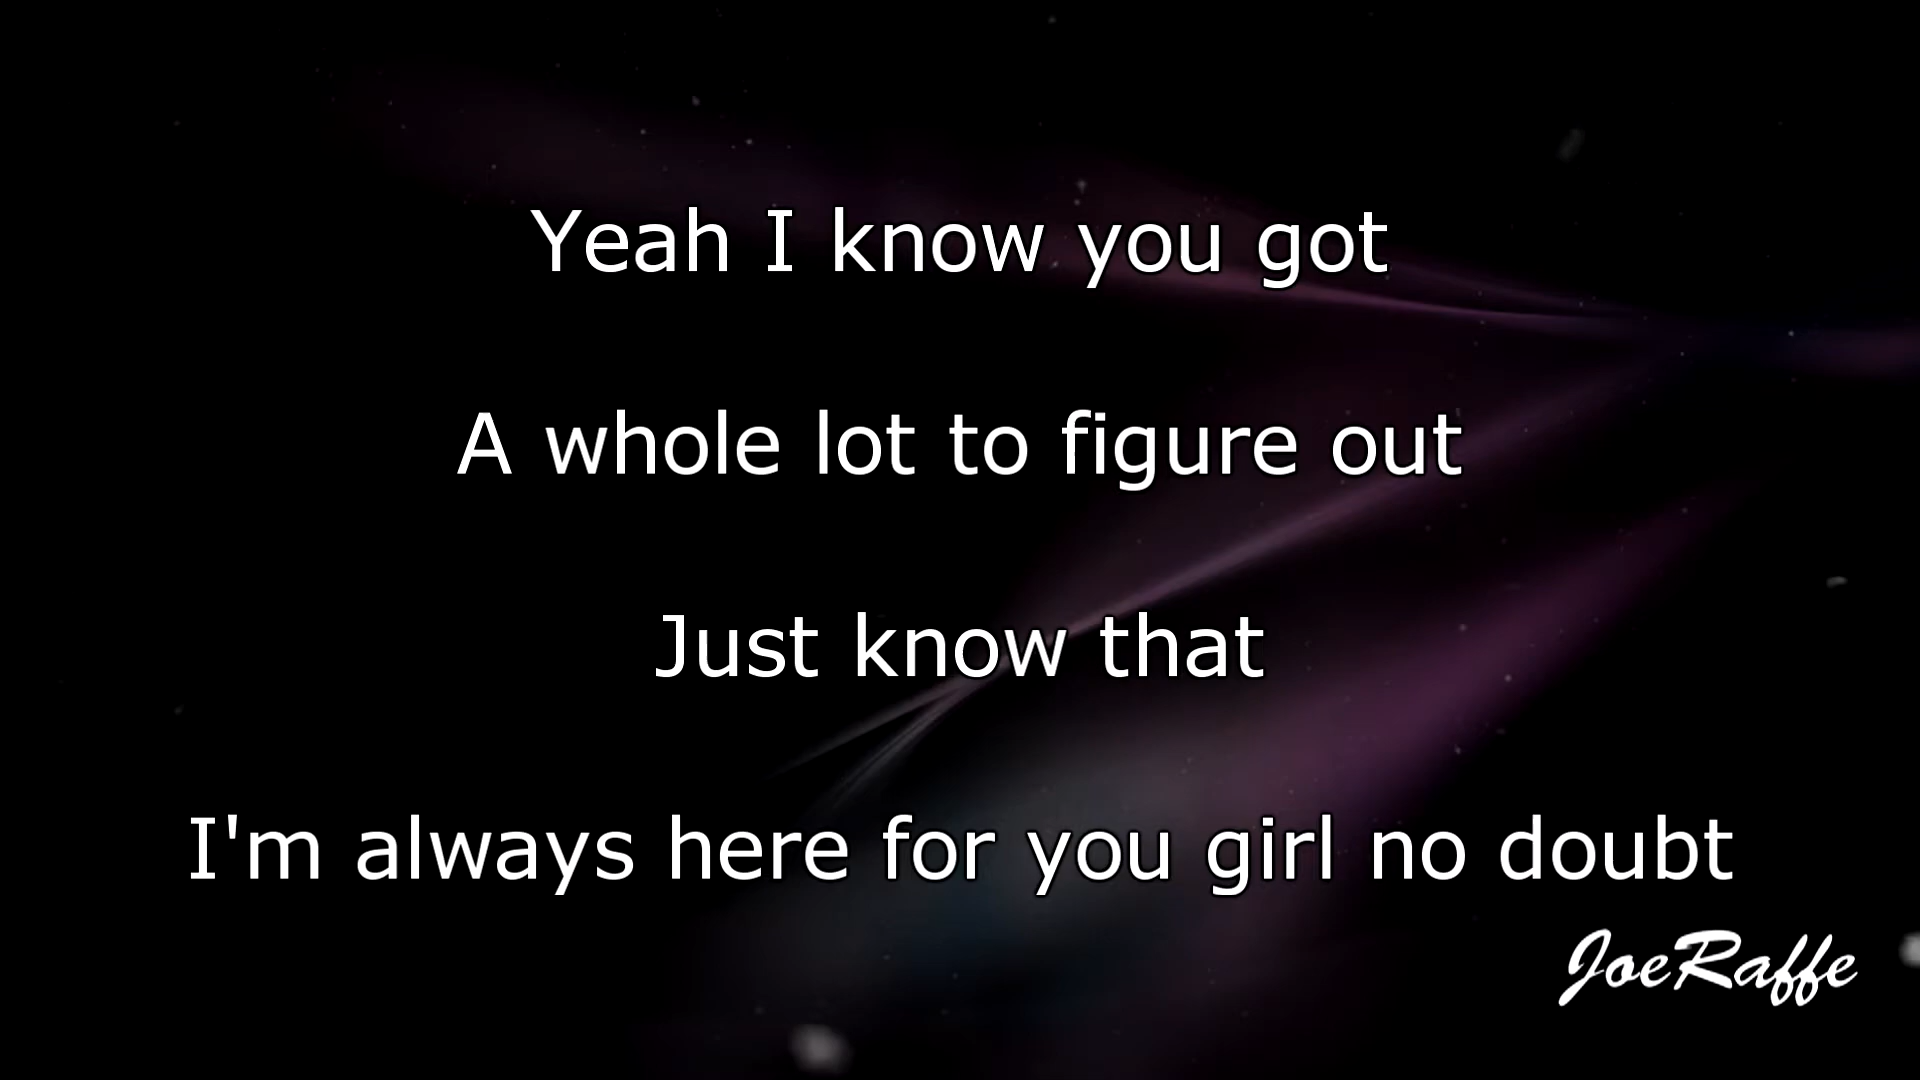 Yeah I know you got
A whole lot to figure out
Just know that
I'm always here for you girl no doubt
JoeRaffe